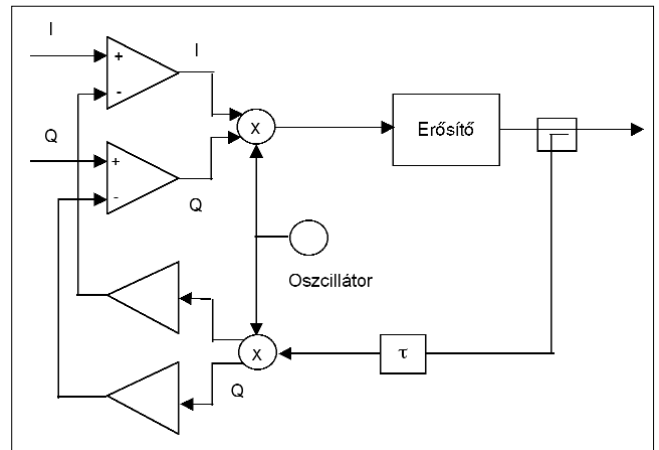 I
I
+
-
X
Erősítő
Q
+
-
Q
Oszcillátor
X
τ
Q